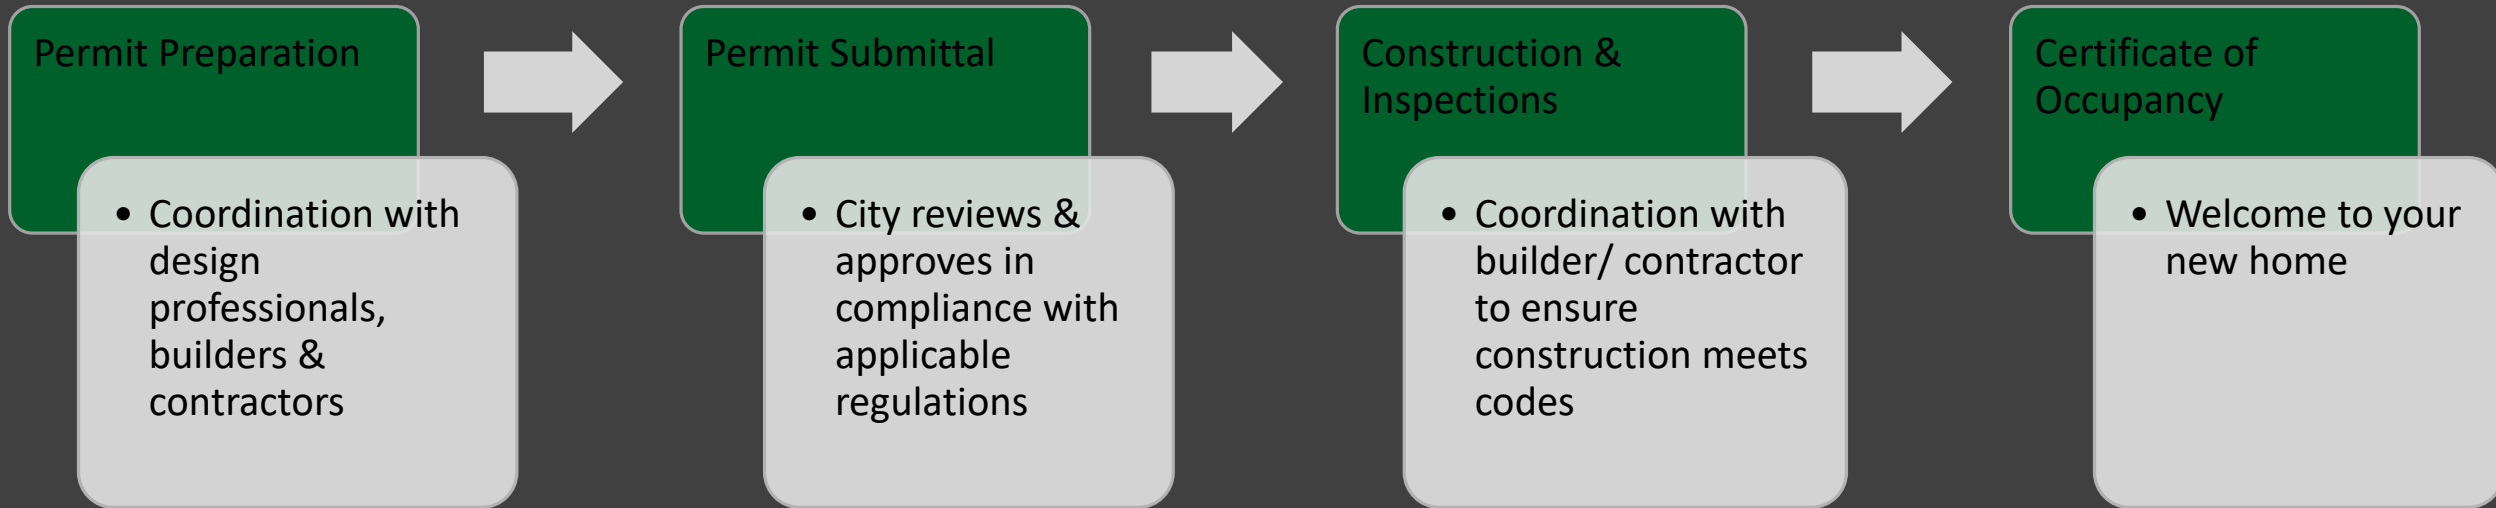 Permit Preparation
• Coordination with
design
professionals,
builders &
contractors
Permit Submittal
• City reviews &
approves in
compliance with
applicable
regulations
Construction &
Inspections
• Coordination with
builder/ contractor
to ensure
construction meets
codes
Certificate of
Occupancy
• Welcome to your
new home